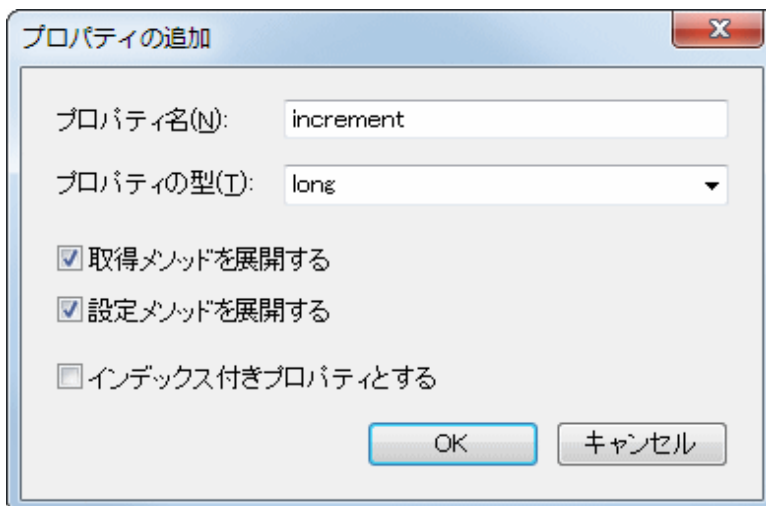 プロパティの追加
プロパティ名(N): increment
プロパティの型(T): long
取得メソッドを展開する
設定メソッドを展開する
インデックス付きプロパティとする
OK キャンセル